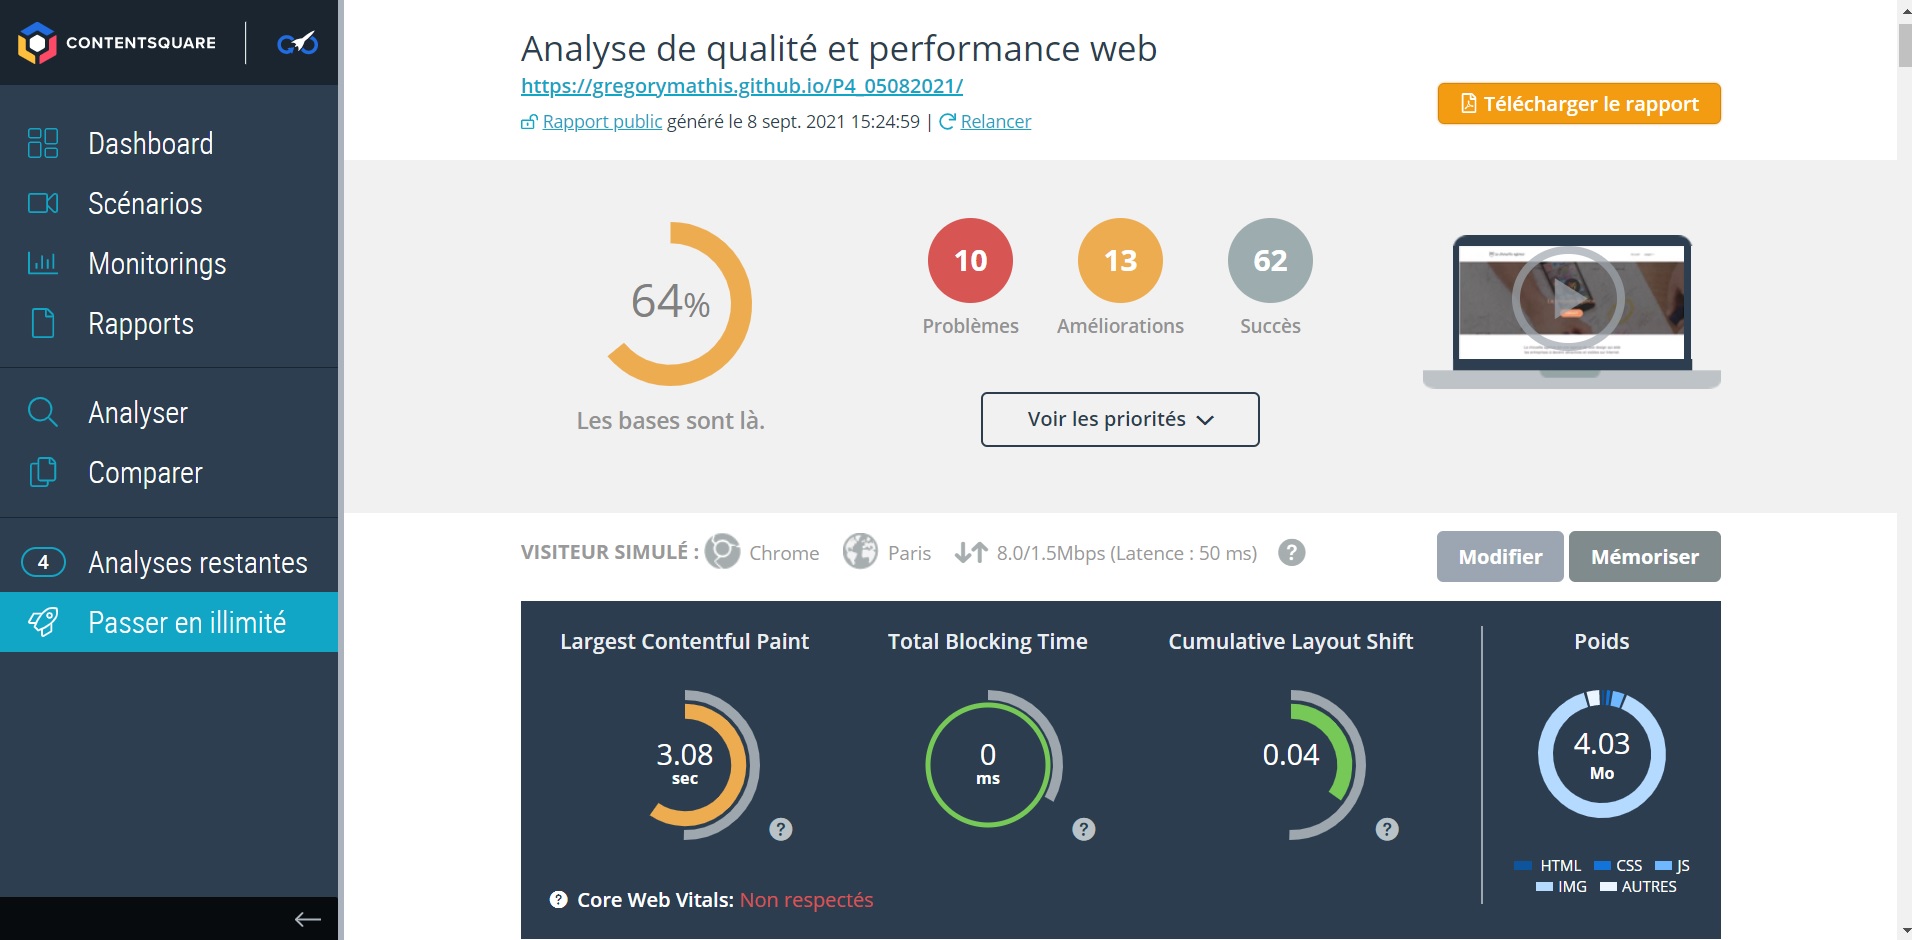 CONTENTSQUARE
GO
Dashboard
Scénarios
Monitorings
Rapports
Analyser
Comparer
4 Analyses restantes
Passer en illimité
Analyse de qualité et performance web
https://gregorymathis.github.io/P4_05082021/
Rapport public généré le 8 sept. 2021 15:24:59 | Relancer
Télécharger le rapport
64%
Les bases sont là.
10 13 62
Problèmes Améliorations Succès
Voir les priorités
VISITEUR SIMULÉ : Chrome Paris 8.0/1.5Mbps (Latence : 50 ms) ?
Modifier Mémoriser
Largest Contentful Paint Total Blocking Time Cumulative Layout Shift Poids
3.08 0 0.04 4.03
sec ms Mo
? ? ?
HTML CSS JS
IMG AUTRES
? Core Web Vitals: Non respectés